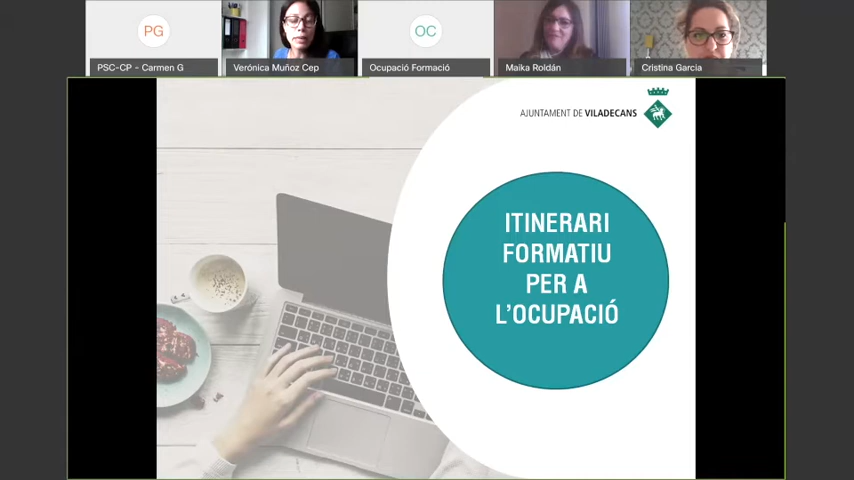 PG
OC
PSC-CP - Carmen G
Verónica Muñoz Cep
Ocupació Formació
Maika Roldán
Cristina Garcia
AJUNTAMENT DE VILADECANS
ITINERARI
FORMATIU
PER A
L'OCUPACIÓ